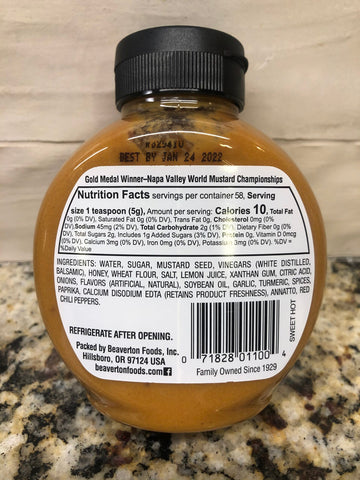 BEST BY JAN 24 2022
Gold Medal Winner–Napa Valley World Mustard Championships
Nutrition Facts servings per container 58, Serving
size 1 teaspoon (5g), Amount per serving: Calories 10, Total Fat
0g (0% DV), Saturated Fat 0g (0% DV), Trans Fat 0g, Cholesterol 0mg (0%
DV), Sodium 45mg (2% DV), Total Carbohydrate 2g (1% DV), Dietary Fiber 0g (0%
DV), Total Sugars 2g, Includes 1g Added Sugars (3% DV), Protein 0g, Vitamin D 0mcg
(0% DV), Calcium 3mg (0% DV), Iron 0mg (0% DV), Potassium 3mg (0% DV). %DV =
%Daily Value
INGREDIENTS: WATER, SUGAR, MUSTARD SEED, VINEGARS (WHITE DISTILLED,
BALSAMIC), HONEY, WHEAT FLOUR, SALT, LEMON JUICE, XANTHAN GUM, CITRIC ACID,
ONIONS, FLAVORS (ARTIFICIAL, NATURAL), SOYBEAN OIL, GARLIC, TURMERIC, SPICES,
PAPRIKA, CALCIUM DISODIUM EDTA (RETAINS PRODUCT FRESHNESS), ANNATTO, RED
CHILI PEPPERS.
REFRIGERATE AFTER OPENING.
Packed by Beaverton Foods, Inc.
Hillsboro, OR 97124 USA
beavertonfoods.com
SWEET HOT
0 71828 01100 4
Family Owned Since 1929